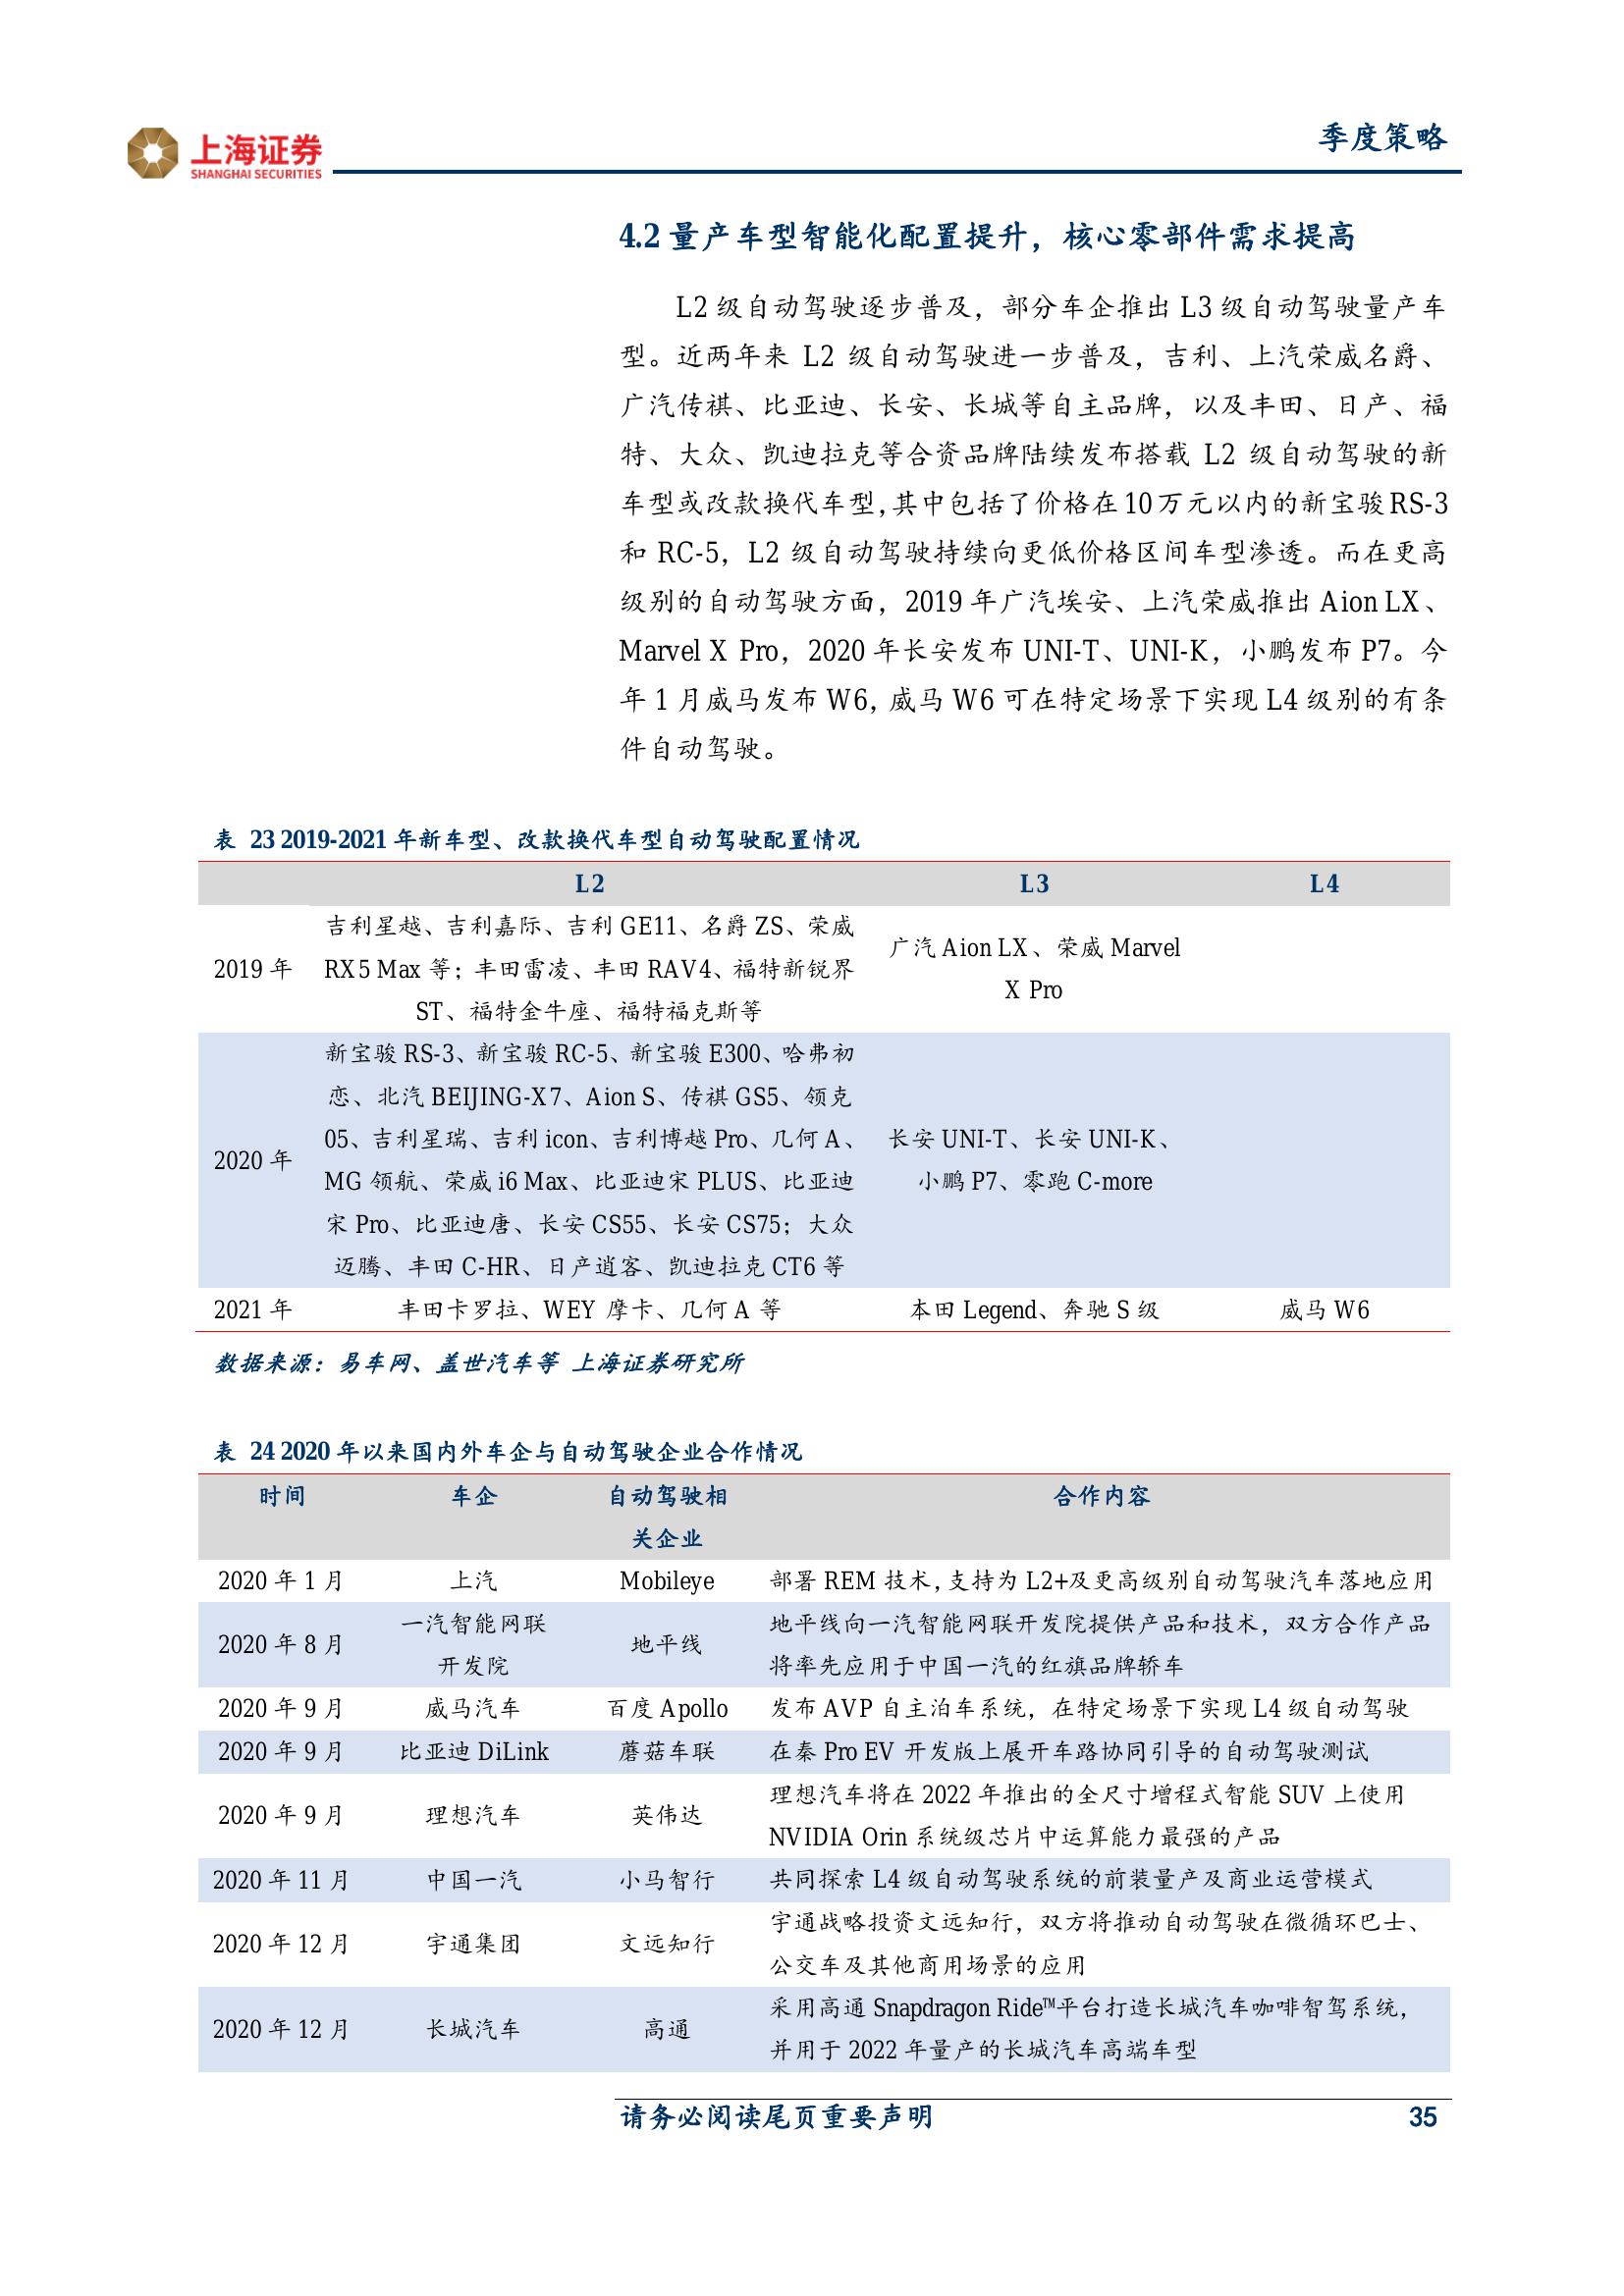 上海证券
SHANGHAI SECURITIES
季度策略
4.2 量产车型智能化配置提升，核心零部件需求提高
L2 级自动驾驶逐步普及，部分车企推出 L3 级自动驾驶量产车
型。近两年来 L2 级自动驾驶进一步普及，吉利、上汽荣威名爵、
广汽传祺、比亚迪、长安、长城等自主品牌，以及丰田、日产、福
特、大众、凯迪拉克等合资品牌陆续发布搭载 L2 级自动驾驶的新
车型或改款换代车型，其中包括了价格在 10 万元以内的新宝骏 RS-3
和 RC-5，L2 级自动驾驶持续向更低价格区间车型渗透。而在更高
级别的自动驾驶方面，2019 年广汽埃安、上汽荣威推出 Aion LX、
Marvel X Pro，2020 年长安发布 UNI-T、UNI-K，小鹏发布 P7。今
年 1 月威马发布 W6，威马 W6 可在特定场景下实现 L4 级别的有条
件自动驾驶。
表 23 2019-2021 年新车型、改款换代车型自动驾驶配置情况
L2 L3 L4
吉利星越、吉利嘉际、吉利 GE11、名爵 ZS、荣威
2019 年 RX5 Max 等；丰田雷凌、丰田 RAV4、福特新锐界
ST、福特金牛座、福特福克斯等
广汽 Aion LX、荣威 Marvel
X Pro
新宝骏 RS-3、新宝骏 RC-5、新宝骏 E300、哈弗初
恋、北汽 BEIJING-X7、Aion S、传祺 GS5、领克
05、吉利星瑞、吉利 icon、吉利博越 Pro、几何 A、
2020 年
MG 领航、荣威 i6 Max、比亚迪宋 PLUS、比亚迪
宋 Pro、比亚迪唐、长安 CS55、长安 CS75；大众
迈腾、丰田 C-HR、日产逍客、凯迪拉克 CT6 等
长安 UNI-T、长安 UNI-K、
小鹏 P7、零跑 C-more
2021 年 丰田卡罗拉、WEY 摩卡、几何 A 等 本田 Legend、奔驰 S 级 威马 W6
数据来源：易车网、盖世汽车等 上海证券研究所
表 24 2020 年以来国内外车企与自动驾驶企业合作情况
时间 车企 自动驾驶相 合作内容
关企业
2020 年 1 月 上汽 Mobileye 部署 REM 技术，支持为 L2+及更高级别自动驾驶汽车落地应用
2020 年 8 月
一汽智能网联
开发院
地平线
地平线向一汽智能网联开发院提供产品和技术，双方合作产品
将率先应用于中国一汽的红旗品牌轿车
2020 年 9 月 威马汽车 百度 Apollo 发布 AVP 自主泊车系统，在特定场景下实现 L4 级自动驾驶
2020 年 9 月 比亚迪 DiLink 蘑菇车联 在秦 Pro EV 开发版上展开车路协同引导的自动驾驶测试
2020 年 9 月 理想汽车 英伟达
理想汽车将在 2022 年推出的全尺寸增程式智能 SUV 上使用
NVIDIA Orin 系统级芯片中运算能力最强的产品
2020 年 11 月 中国一汽 小马智行 共同探索 L4 级自动驾驶系统的前装量产及商业运营模式
2020 年 12 月 宇通集团 文远知行
宇通战略投资文远知行，双方将推动自动驾驶在微循环巴士、
公交车及其他商用场景的应用
2020 年 12 月 长城汽车 高通
采用高通 Snapdragon Ride™平台打造长城汽车咖啡智驾系统，
并用于 2022 年量产的长城汽车高端车型
请务必阅读尾页重要声明 35